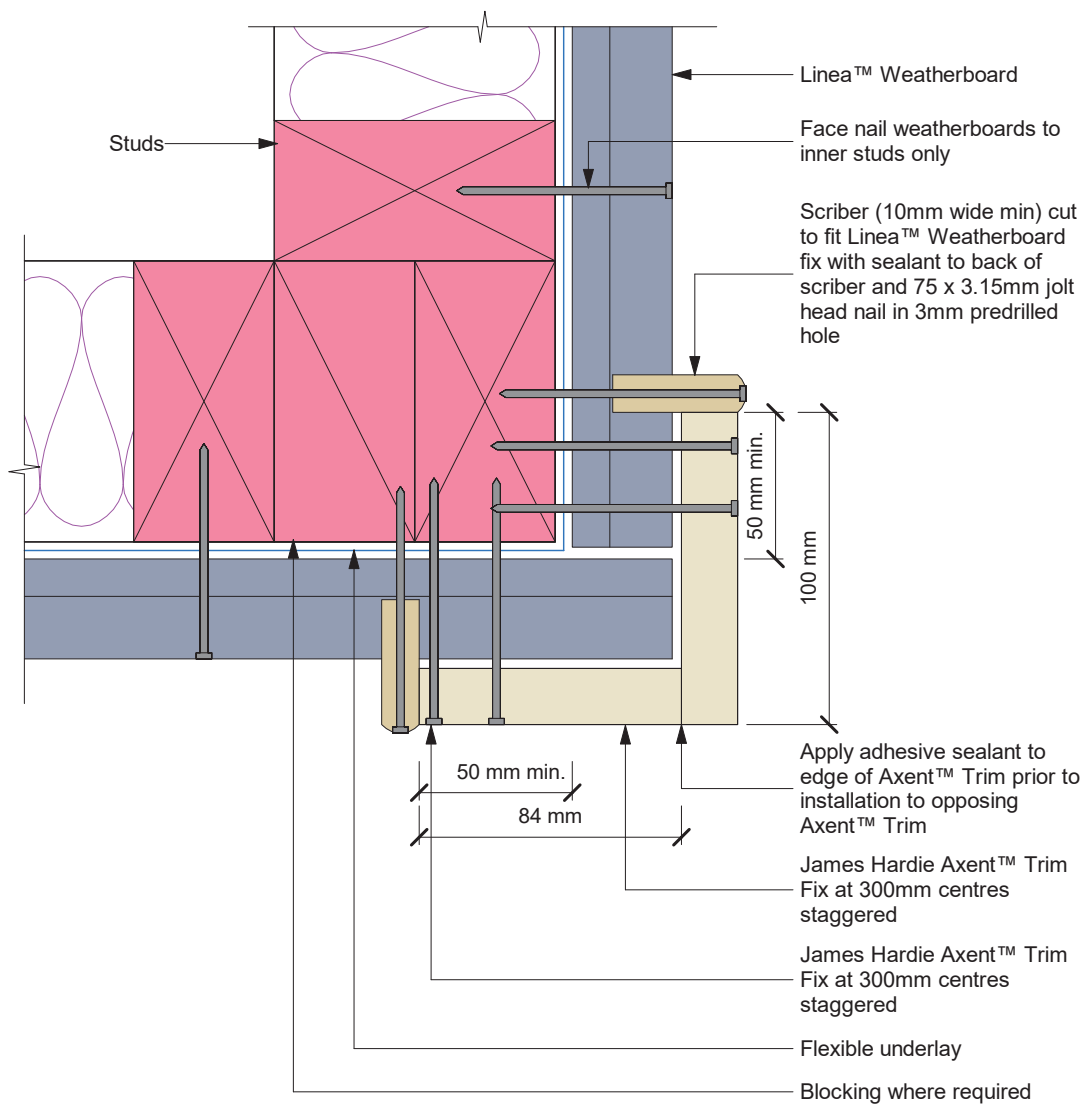 Linea™ Weatherboard
Studs
Face nail weatherboards to
inner studs only
Scriber (10mm wide min) cut
to fit Linea™ Weatherboard
fix with sealant to back of
scriber and 75 x 3.15mm jolt
head nail in 3mm predrilled
hole
50 mm min.
100 mm
50 mm min.
84 mm
Apply adhesive sealant to
edge of Axent™ Trim prior to
installation to opposing
Axent™ Trim
James Hardie Axent™ Trim
Fix at 300mm centres
staggered
James Hardie Axent™ Trim
Fix at 300mm centres
staggered
Flexible underlay
Blocking where required